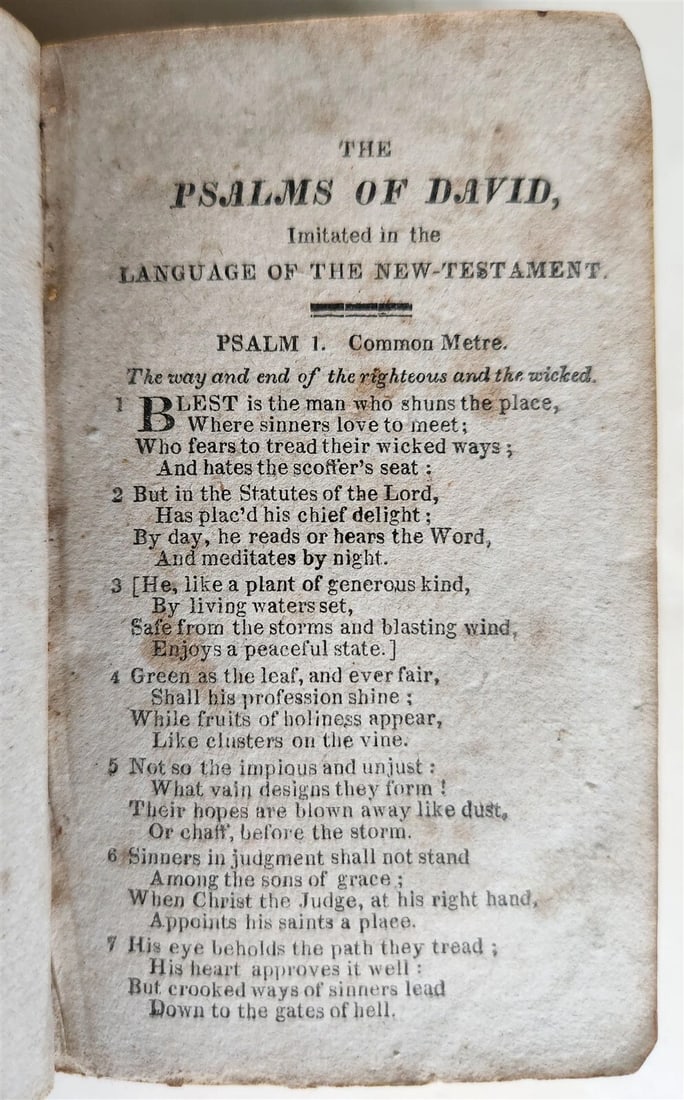 THE
PSALMS OF DAVID,
Imitated in the
LANGUAGE OF THE NEW-TESTAMENT.
PSALM 1. Common Metre.
The way and end of the righteous and the wicked.
1 BLEST is the man who shuns the place,
Where sinners love to meet;
Who fears to tread their wicked ways;
And hates the scoffer's seat:
2 But in the Statutes of the Lord,
Has plac'd his chief delight;
By day, he reads or hears the Word,
And meditates by night.
3 [He, like a plant of generous kind,
By living waters set,
Safe from the storms and blasting wind,
Enjoys a peaceful state.]
4 Green as the leaf, and ever fair,
Shall his profession shine;
While fruits of holiness appear,
Like clusters on the vine.
5 Not so the impious and unjust:
What vain designs they form!
Their hopes are blown away like dust,
Or chaff, before the storm.
6 Sinners in judgment shall not stand
Among the sons of grace;
When Christ the Judge, at his right hand,
Appoints his saints a place.
7 His eye beholds the path they tread;
His heart approves it well:
But crooked ways of sinners lead
Down to the gates of hell.